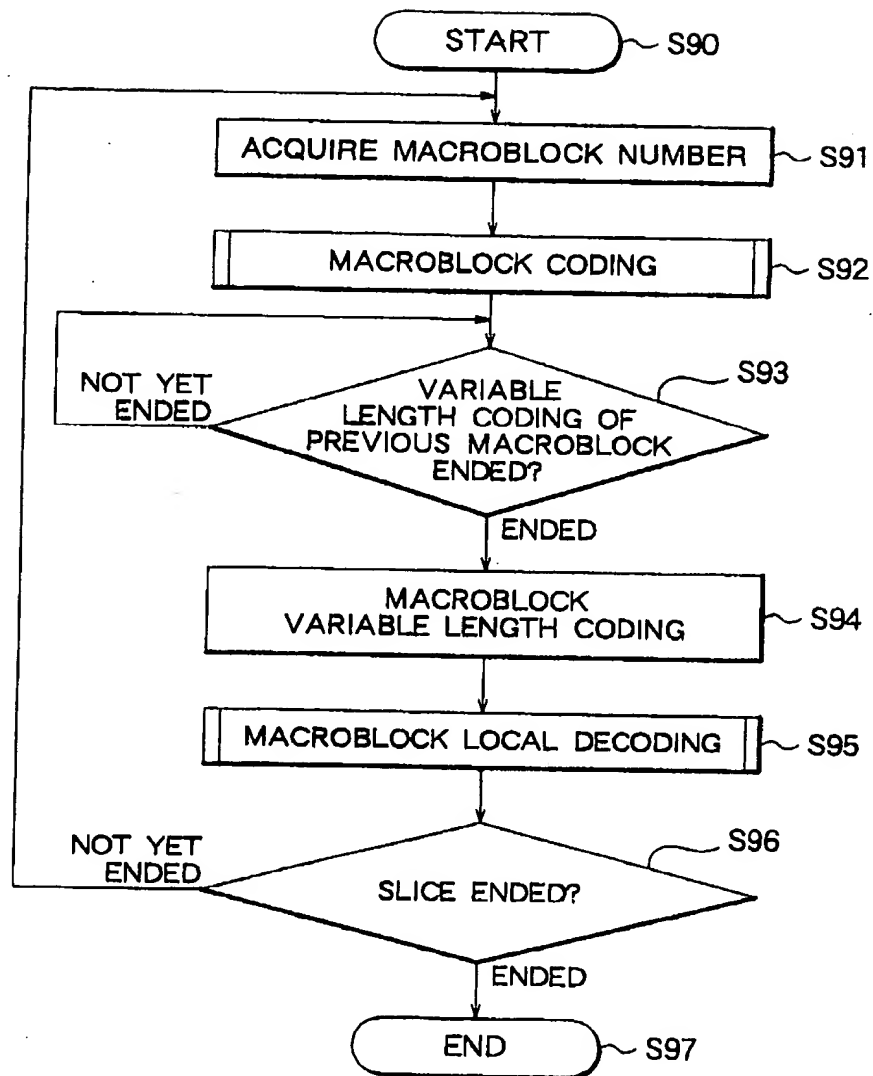 START
S90
ACQUIRE MACROBLOCK NUMBER
S91
MACROBLOCK CODING
S92
S93
NOT YET
ENDED
VARIABLE
LENGTH CODING OF
PREVIOUS MACROBLOCK
ENDED?
ENDED
MACROBLOCK
VARIABLE LENGTH CODING
S94
MACROBLOCK LOCAL DECODING
S95
NOT YET
ENDED
S96
SLICE ENDED?
ENDED
END
S97